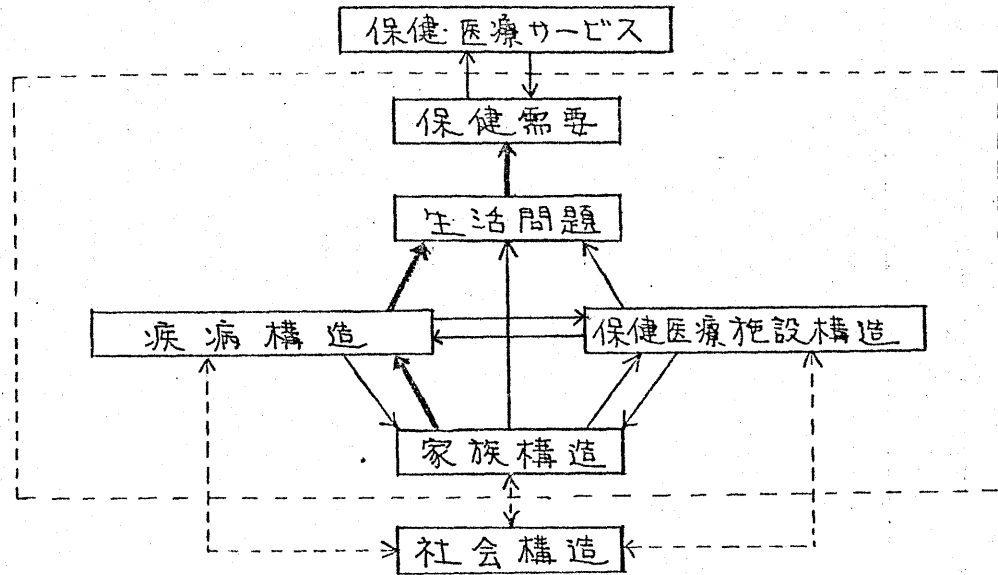 保健・医療サービス
保健需要
生活問題
疾病構造
保健医療施設構造
家族構造
社会構造